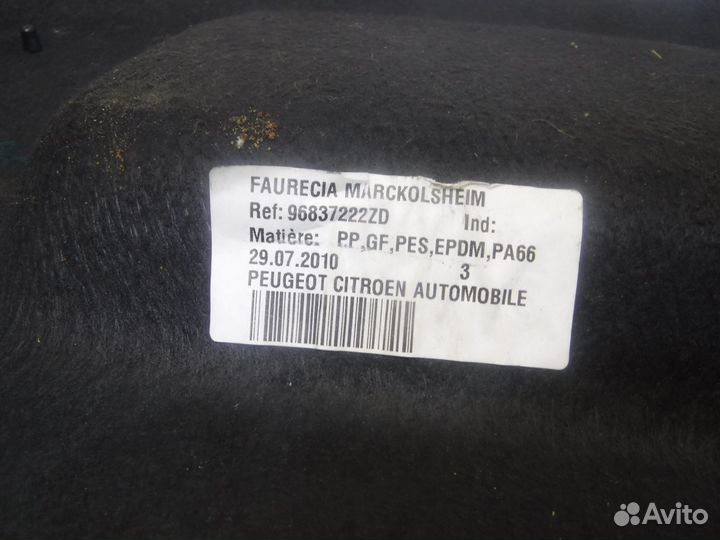 FAURECIA MARCKOLSHEIM
Ref: 96837222ZD Ind:
Matière: PP,GF,PES,EPDM,PA66
29.07.2010 3
PEUGEOT CITROEN AUTOMOBILE
Avito